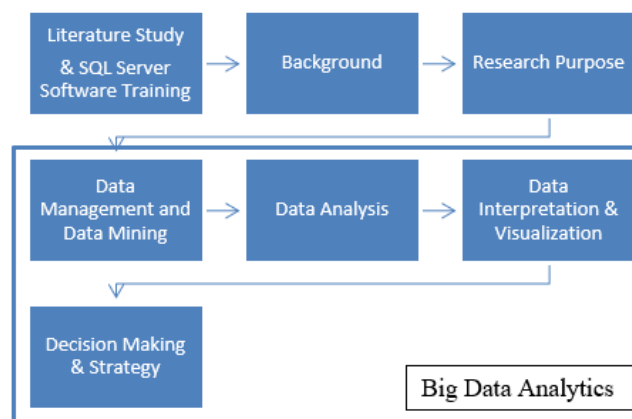 Literature Study
& SQL Server
Software Training
Background
Research Purpose
Data
Management and
Data Mining
Data Analysis
Data
Interpretation &
Visualization
Decision Making
& Strategy
Big Data Analytics